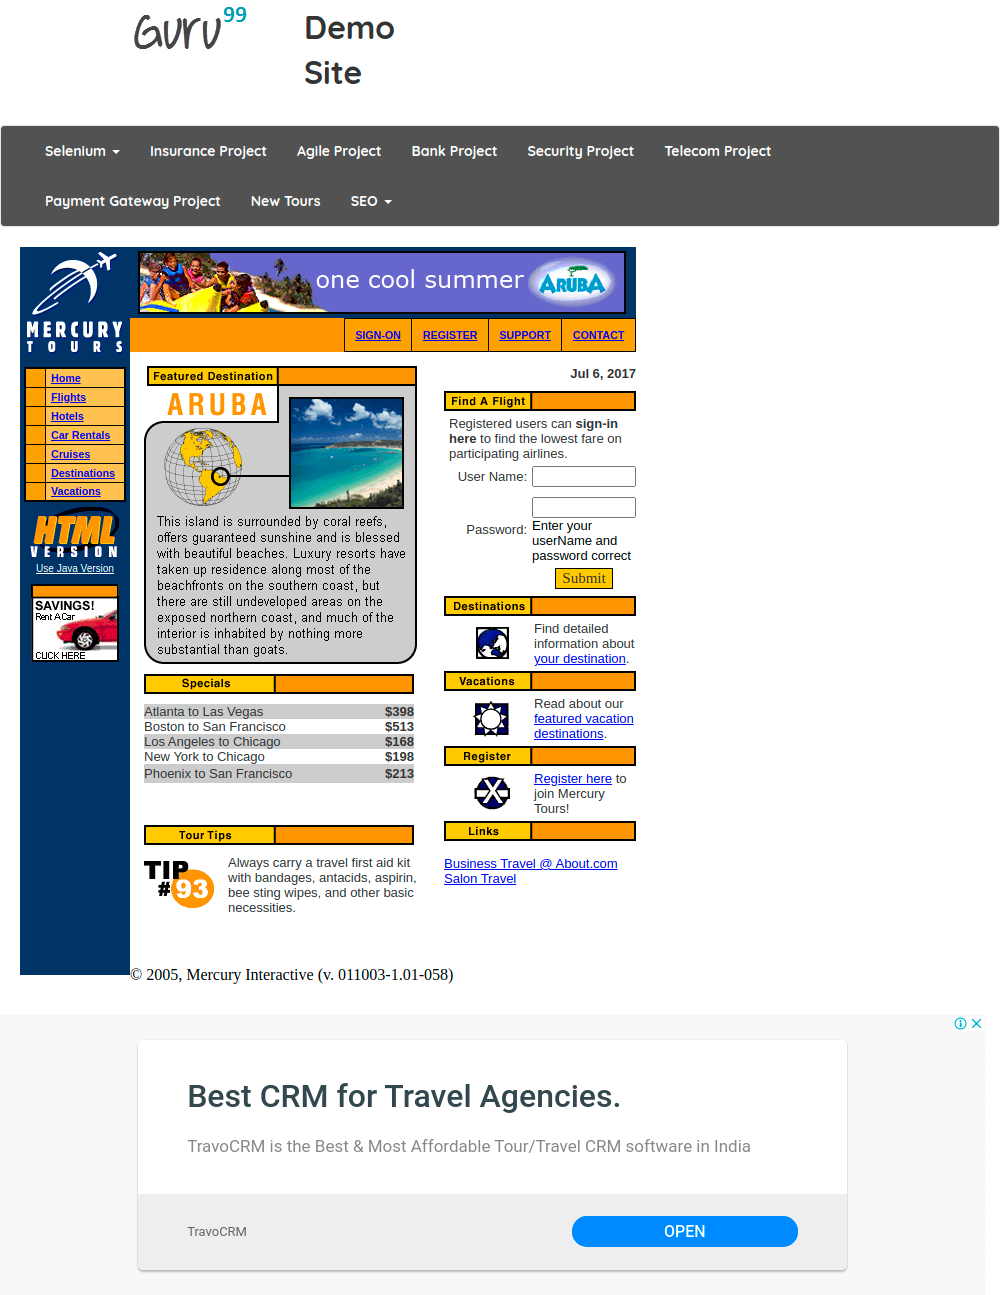 Guru 99
Demo
Site
Selenium
Insurance Project
Agile Project
Bank Project
Security Project
Telecom Project
Payment Gateway Project
New Tours
SEO
MERCURY
TOURS
one cool summer
ARUBA
SIGN-ON
REGISTER
SUPPORT
CONTACT
Home
Flights
Hotels
Car Rentals
Cruises
Destinations
Vacations
HTML
VERSION
Use Java Version
SAVINGS!
Rent A Car
CLICK HERE
Featured Destination
ARUBA
This island is surrounded by coral reefs,
offers guaranteed sunshine and is blessed
with beautiful beaches. Luxury resorts have
taken up residence along most of the
beachfronts on the southern coast, but
there are still undeveloped areas on the
exposed northern coast, and much of the
interior is inhabited by nothing more
substantial than goats.
Specials
Atlanta to Las Vegas $398
Boston to San Francisco $513
Los Angeles to Chicago $168
New York to Chicago $198
Phoenix to San Francisco $213
Tour Tips
TIP
#93
Always carry a travel first aid kit
with bandages, antacids, aspirin,
bee sting wipes, and other basic
necessities.
Jul 6, 2017
Find A Flight
Registered users can sign-in
here to find the lowest fare on
participating airlines.
User Name:
Password:
Enter your
userName and
password correct
Submit
Destinations
Find detailed
information about
your destination.
Vacations
Read about our
featured vacation
destinations.
Register
Register here to
join Mercury
Tours!
Links
Business Travel @ About.com
Salon Travel
© 2005, Mercury Interactive (v. 011003-1.01-058)
Best CRM for Travel Agencies.
TravoCRM is the Best & Most Affordable Tour/Travel CRM software in India
TravoCRM
OPEN